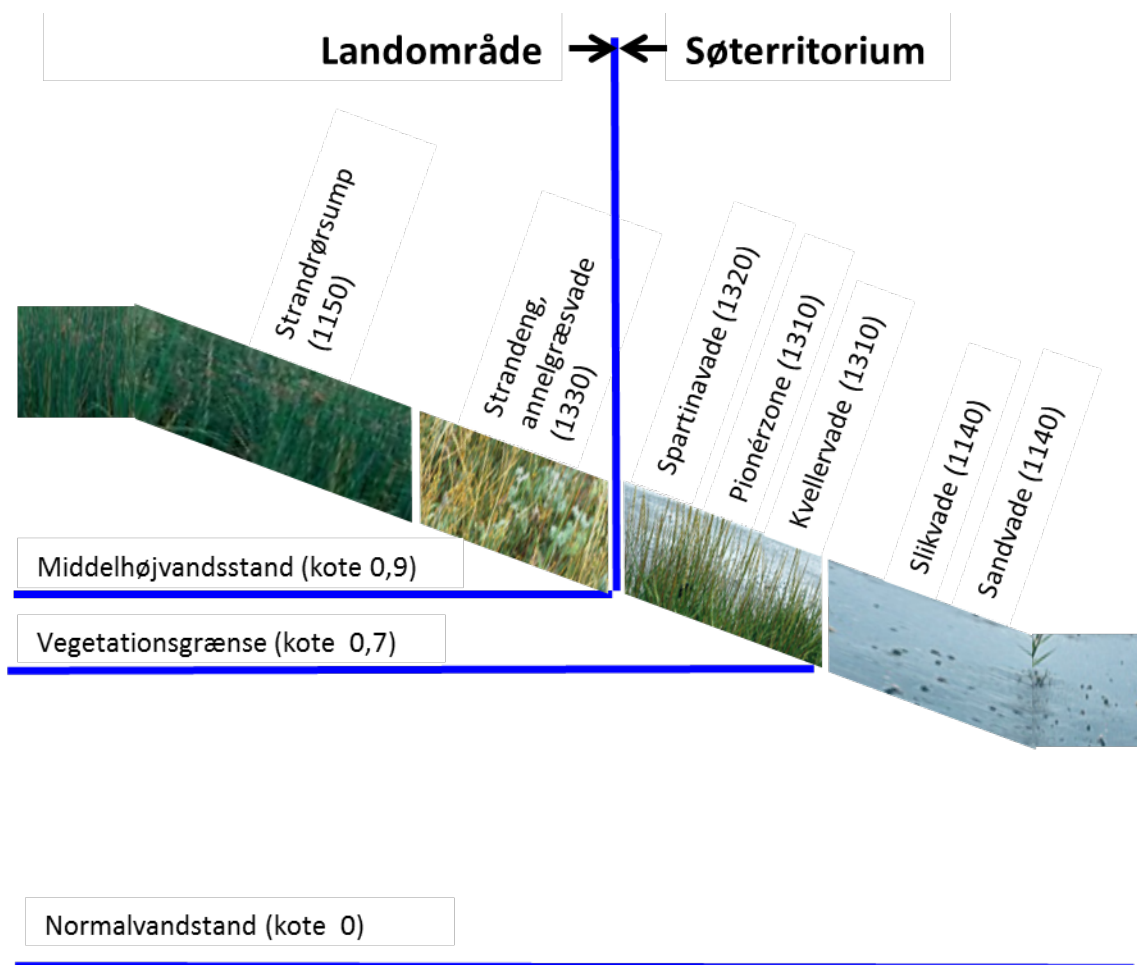 Landområde
Søterritorium
Strandrørsump
(1150)
Strandeng,
annelgræsvade
(1330)
Spartinavade (1320)
Pionérzone (1310)
Kvellervade (1310)
Slikvade (1140)
Sandvade (1140)
Middelhøjvandsstand (kote 0,9)
Vegetationsgrænse (kote 0,7)
Normalvandstand (kote 0)